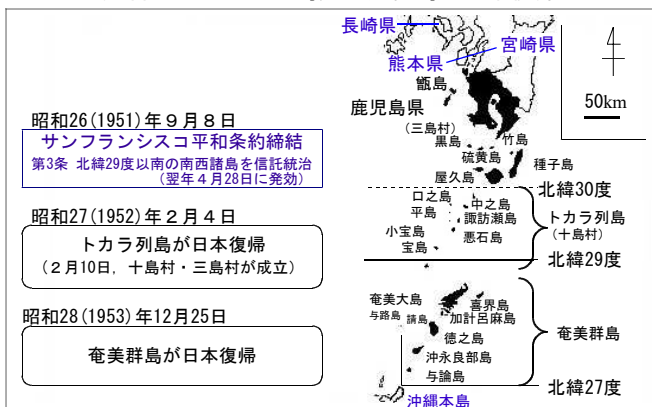 昭和26(1951)年９月８日
サンフランシスコ平和条約締結
第3条 北緯29度以南の南西諸島を信託統治
(翌年４月28日に発効)
昭和27(1952)年２月４日
トカラ列島が日本復帰
(２月10日，十島村・三島村が成立)
昭和28(1953)年12月25日
奄美群島が日本復帰
長崎県
宮崎県
熊本県
甑島
鹿児島県
50km
(三島村)
竹島
黒島
硫黄島
種子島
屋久島
北緯30度
口之島
中之島
平島
諏訪瀬島
トカラ列島
(十島村)
小宝島
悪石島
宝島
北緯29度
奄美大島
喜界島
与路島
請島
加計呂麻島
奄美群島
徳之島
沖永良部島
与論島
北緯27度
沖縄本島